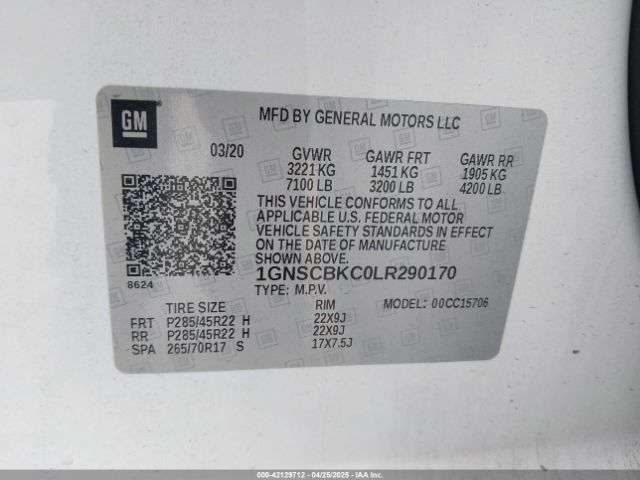 GM
MFD BY GENERAL MOTORS LLC
03/20 GVWR GAWR FRT GAWR RR
3221 KG 1451 KG 1905 KG
7100 LB 3200 LB 4200 LB
THIS VEHICLE CONFORMS TO ALL
APPLICABLE U.S. FEDERAL MOTOR
VEHICLE SAFETY STANDARDS IN EFFECT
ON THE DATE OF MANUFACTURE
SHOWN ABOVE.
8624
1GNSCBKC0LR290170
TYPE: M.P.V. MODEL: 00CC15706
TIRE SIZE RIM
FRT P285/45R22 H 22X9J
RR P285/45R22 H 22X9J
SPA 265/70R17 S 17X7.5J
000-42129712 - 04/25/2025 - IAAI.COM